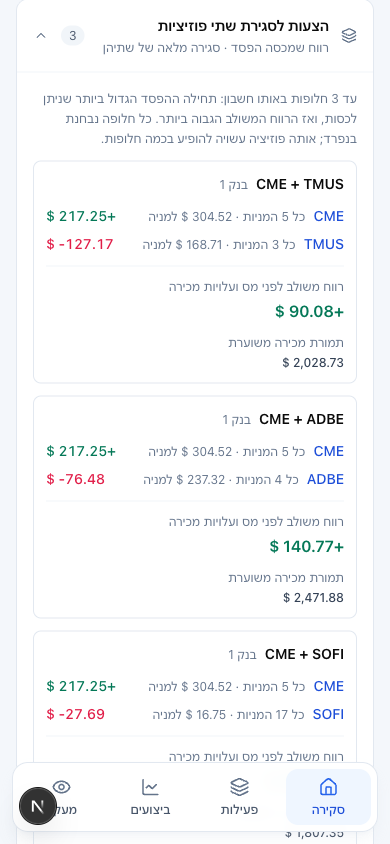 הצעות לסגירת שתי פוזיציות
3
רווח שמכסה הפסד · סגירה מלאה של שתיהן
עד 3 חלופות באותו חשבון: תחילה ההפסד הגדול ביותר שניתן
לכסות, ואז הרווח המשולב הגבוה ביותר. כל חלופה נבחנת
בנפרד; אותה פוזיציה עשויה להופיע בכמה חלופות.
CME + TMUS בנק 1
CME כל 5 המניות · 304.52 $ למניה $ 217.25+
TMUS כל 3 המניות · 168.71 $ למניה $ -127.17
רווח משולב לפני מס ועלויות מכירה
$ 90.08+
תמורת מכירה משוערת
$ 2,028.73
CME + ADBE בנק 1
CME כל 5 המניות · 304.52 $ למניה $ 217.25+
ADBE כל 4 המניות · 237.32 $ למניה $ -76.48
רווח משולב לפני מס ועלויות מכירה
$ 140.77+
תמורת מכירה משוערת
$ 2,471.88
CME + SOFI בנק 1
CME כל 5 המניות · 304.52 $ למניה $ 217.25+
SOFI כל 17 המניות · 16.75 $ למניה $ -27.69
רווח משולב לפני מס ועלויות מכירה
סקירה
פעילות
ביצועים
N
$ 1,807.35